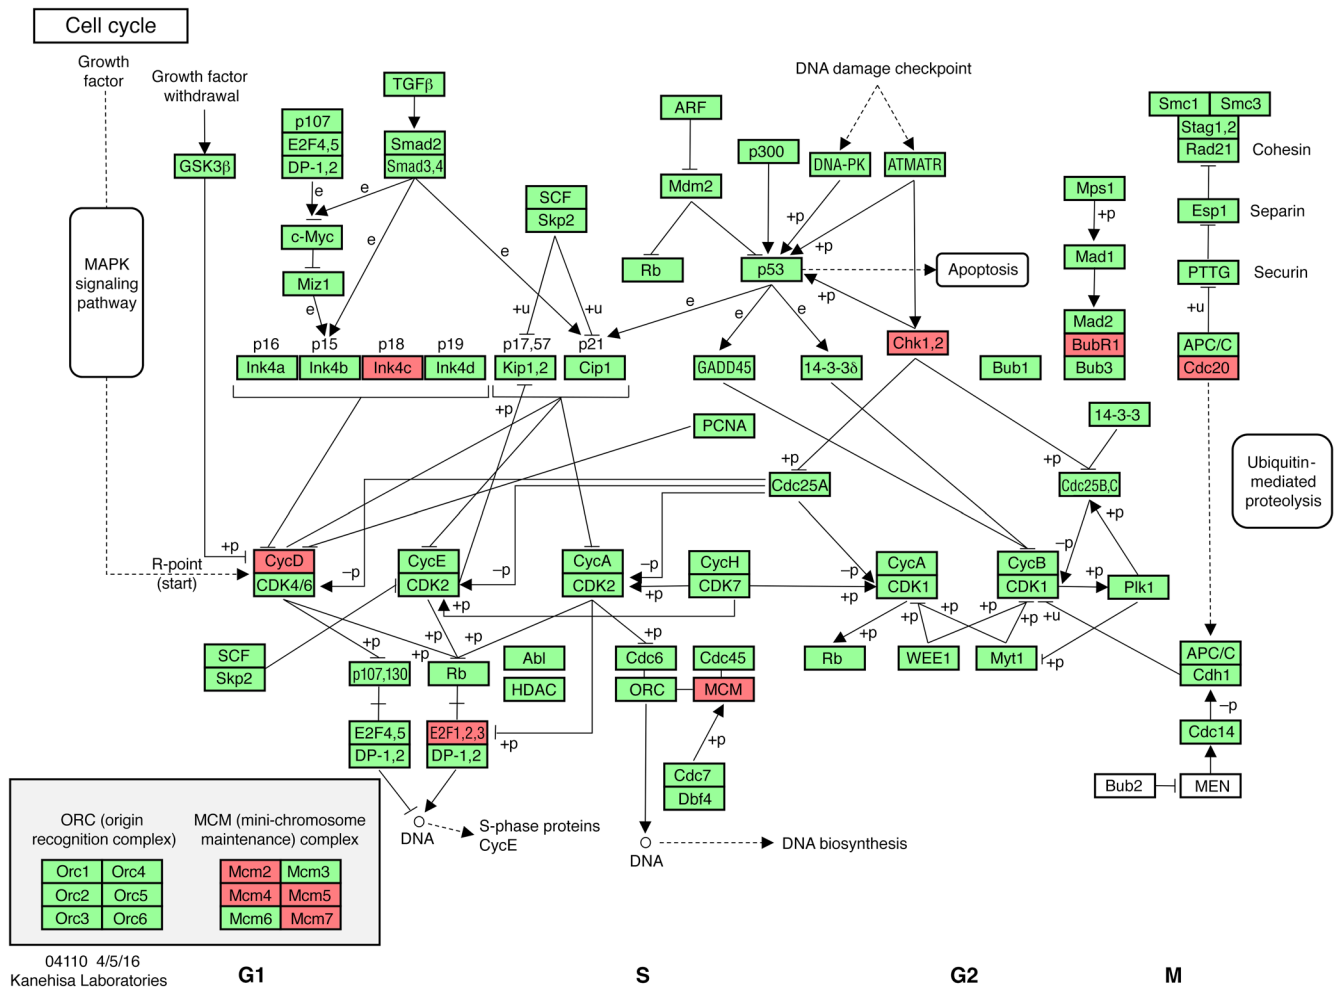 Cell cycle
Growth
factor
Growth factor
withdrawal
TGFβ
DNA damage checkpoint
ARF
Smc1
Smc3
Stag1,2
Rad21
Cohesin
p107
E2F4,5
DP-1,2
Smad2
Smad3,4
GSK3β
p300
DNA-PK
ATMATR
Mdm2
Mps1
SCF
Skp2
e
e
+p
+p
+p
Esp1
Separin
c-Myc
e
e
MAPK
signaling
pathway
Miz1
Rb
p53
Apoptosis
Mad1
PTTG
Securin
e
+u
+u
e
e
+p
+u
Mad2
BubR1
Bub3
p16
p15
p18
p19
p17,57
p21
Chk1,2
APC/C
Cdc20
Ink4a
Ink4b
Ink4c
Ink4d
Kip1,2
Cip1
GADD45
14-3-3δ
Bub1
+p
PCNA
14-3-3
+p
+p
Cdc25A
Cdc25B,C
Ubiquitin-
mediated
proteolysis
+p
+p
–p
R-point
(start)
CycD
CDK4/6
–p
CycE
CDK2
–p
CycA
CDK2
–p
+p
CycH
CDK7
–p
+p
CycA
CDK1
CycB
CDK1
+p
Plk1
+p
+p
+p
+p
+p
+p
+p
+p
+p
+p
+u
SCF
Skp2
p107,130
Rb
Abl
HDAC
Cdc6
ORC
Cdc45
MCM
Rb
WEE1
Myt1
+p
APC/C
Cdh1
–p
E2F4,5
DP-1,2
E2F1,2,3
DP-1,2
+p
+p
Cdc14
Cdc7
Dbf4
Bub2
MEN
DNA
S-phase proteins
CycE
DNA
DNA biosynthesis
ORC (origin
recognition complex)
MCM (mini-chromosome
maintenance) complex
Orc1
Orc4
Mcm2
Mcm3
Orc2
Orc5
Mcm4
Mcm5
Orc3
Orc6
Mcm6
Mcm7
04110 4/5/16
Kanehisa Laboratories
G1
S
G2
M